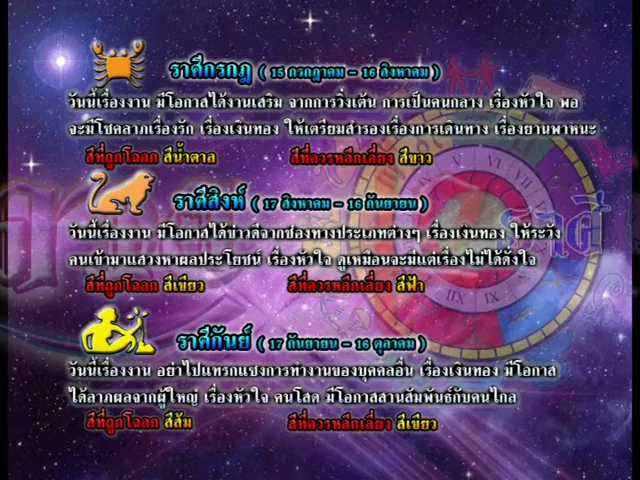 ราศีกรกฎ ( 15 กรกฎาคม - 16 สิงหาคม )
วันนี้เรื่องงาน มีโอกาสได้งานเสริม จากการวิ่งเต้น การเป็นคนกลาง เรื่องหัวใจ พอ
จะมีโชคลาภเรื่องรัก เรื่องเงินทอง ให้เตรียมสำรองเรื่องการเดินทาง เรื่องยานพาหนะ
สีที่ถูกโฉลก สีน้ำตาล สีที่ควรหลีกเลี่ยง สีขาว
ราศีสิงห์ ( 17 สิงหาคม - 16 กันยายน )
วันนี้เรื่องงาน มีโอกาสได้ข่าวดีจากช่องทางประเภทต่างๆ เรื่องเงินทอง ให้ระวัง
คนเข้ามาแสวงหาผลประโยชน์ เรื่องหัวใจ ดูเหมือนจะมีแต่เรื่องไม่ได้ดั่งใจ
สีที่ถูกโฉลก สีเขียว สีที่ควรหลีกเลี่ยง สีฟ้า
ราศีกันย์ ( 17 กันยายน - 16 ตุลาคม )
วันนี้เรื่องงาน อย่าไปแทรกแซงการทำงานของบุคคลอื่น เรื่องเงินทอง มีโอกาส
ได้ลาภผลจากผู้ใหญ่ เรื่องหัวใจ คนโสด มีโอกาสสานสัมพันธ์กับคนไกล
สีที่ถูกโฉลก สีส้ม สีที่ควรหลีกเลี่ยง สีเขียว